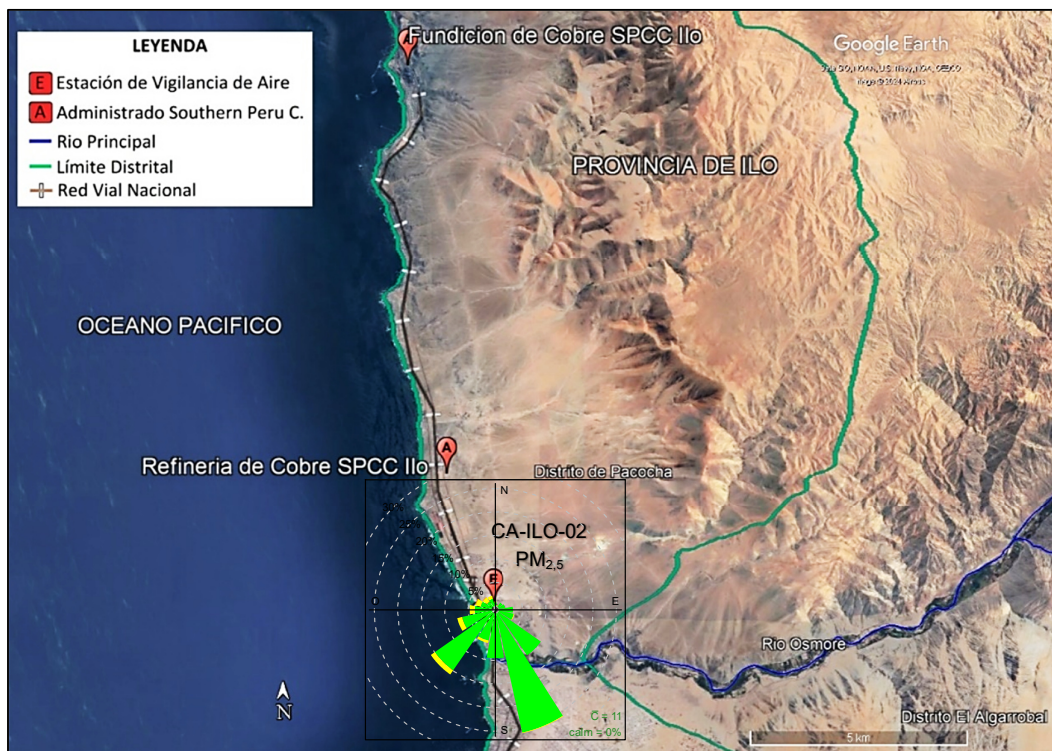 LEYENDA
E Estación de Vigilancia de Aire
A Administrado Southern Peru C.
Rio Principal
Límite Distrital
Red Vial Nacional
Fundicion de Cobre SPCC Ilo
Google Earth
PROVINCIA DE ILO
OCEANO PACIFICO
Refineria de Cobre SPCC Ilo
A
Distrito de Pacocha
N
CA-ILO-02
PM2,5
10%
5%
E
O
E
Rio Osmore
S
C = 11
calm = 0%
N
Distrito El Algarrobal
5 km